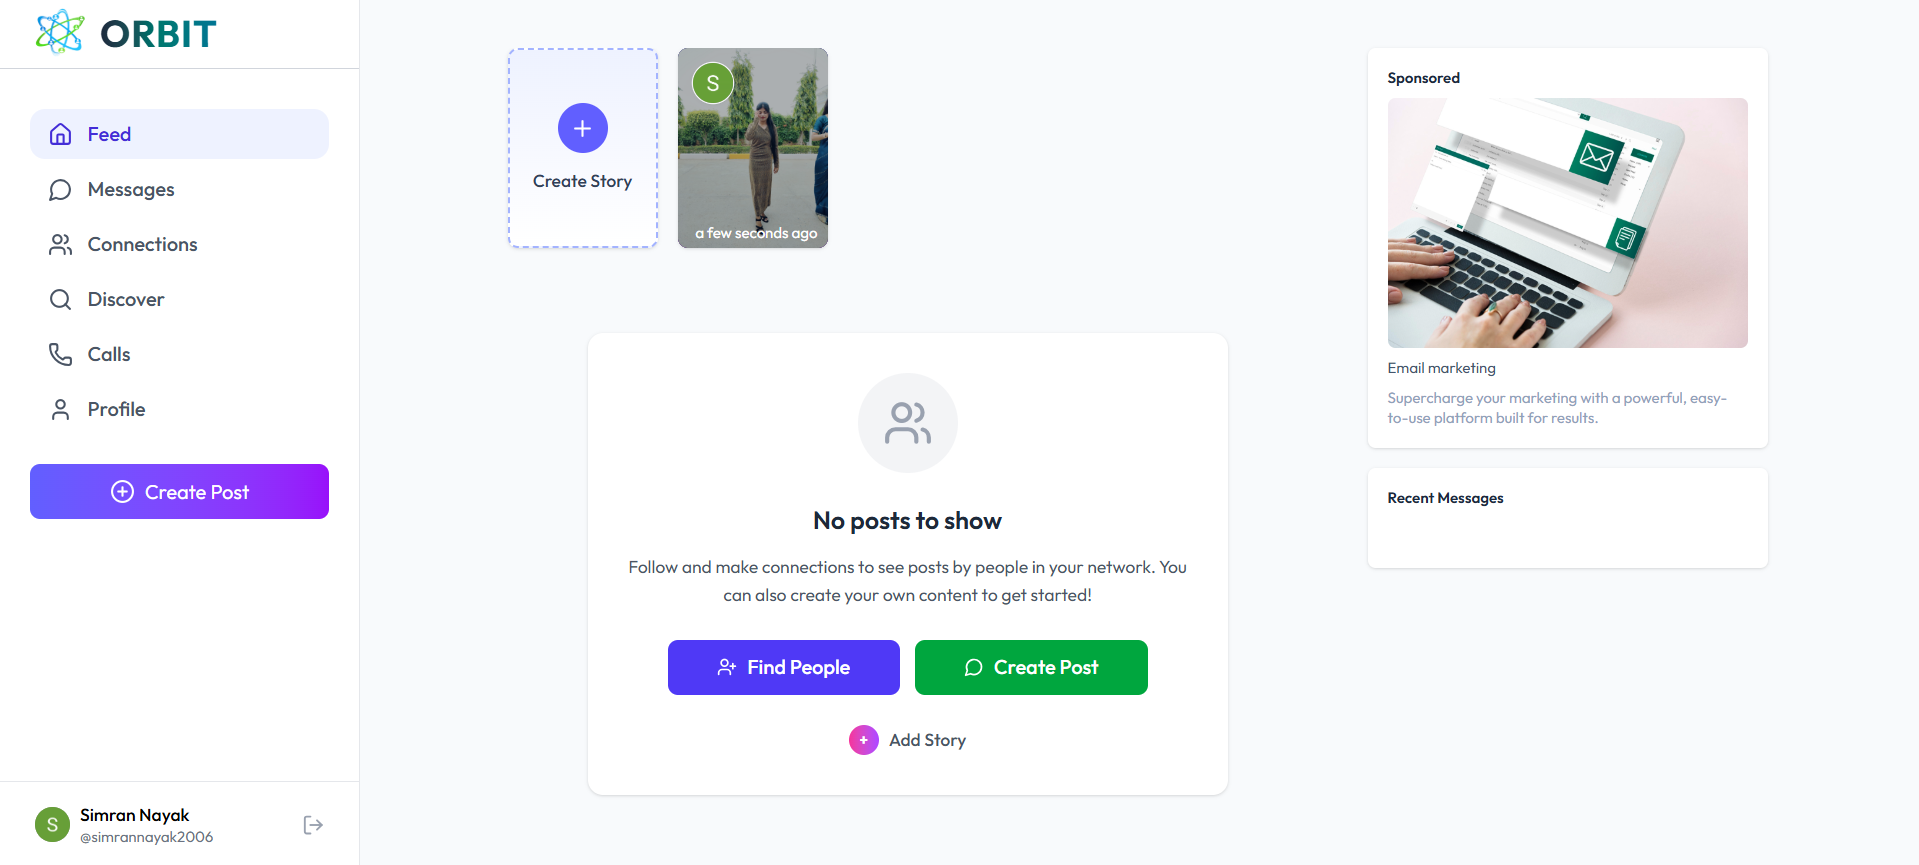 ORBIT
Feed
Messages
Connections
Discover
Calls
Profile
Create Post
Simran Nayak
@simrannayak2006
S
Create Story
S
a few seconds ago
No posts to show
Follow and make connections to see posts by people in your network. You
can also create your own content to get started!
Find People
Create Post
+ Add Story
Sponsored
Email marketing
Supercharge your marketing with a powerful, easy-
to-use platform built for results.
Recent Messages